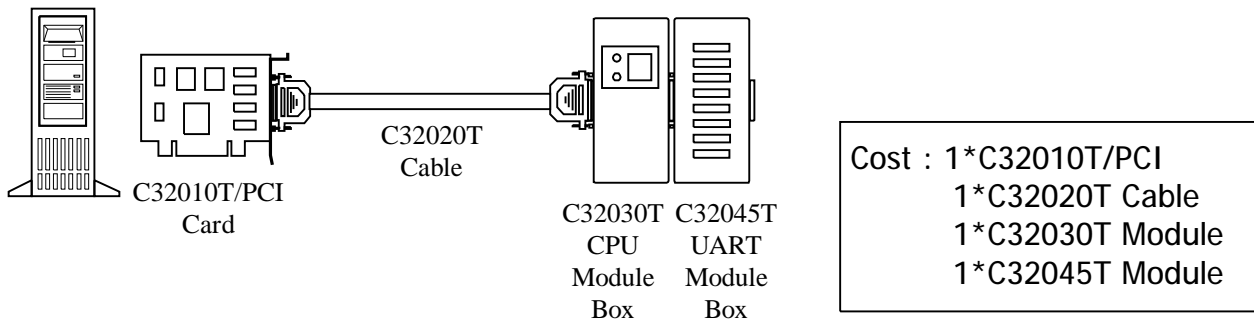 C32020T
Cable
C32010T/PCI
Card
C32030T
CPU
Module
Box
C32045T
UART
Module
Box
Cost : 1*C32010T/PCI
1*C32020T Cable
1*C32030T Module
1*C32045T Module